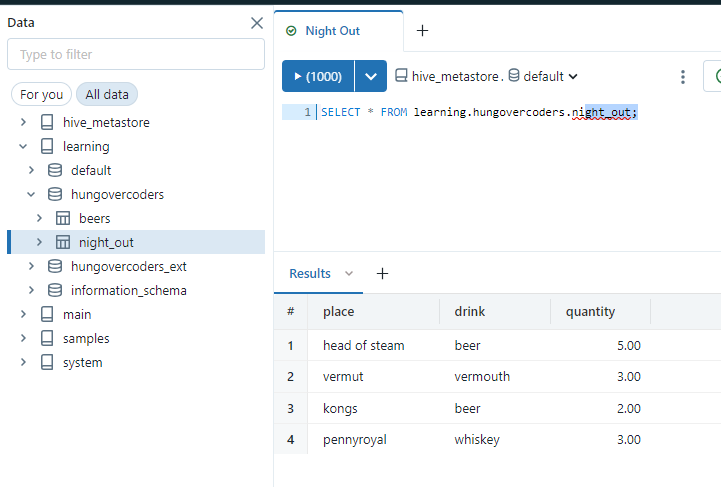 Data
Type to filter
For you All data
hive_metastore
learning
default
hungovercoders
beers
night_out
hungovercoders_ext
information_schema
main
samples
system
Night Out
(1000) hive_metastore. default
1 SELECT * FROM learning.hungovercoders.night_out;
Results
# place drink quantity
1 head of steam beer 5.00
2 vermut vermouth 3.00
3 kongs beer 2.00
4 pennyroyal whiskey 3.00